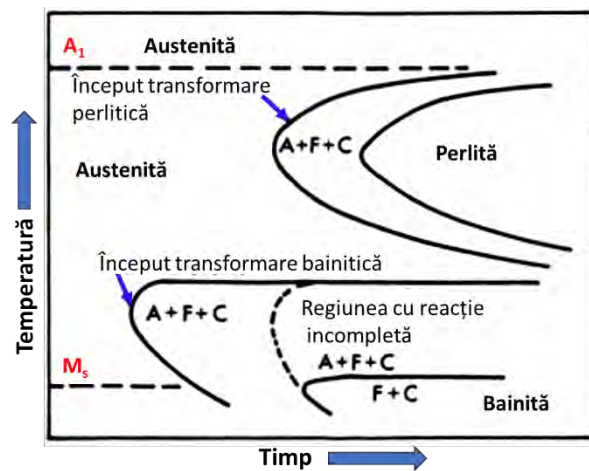 A₁
Austenită
Început transformare
perlitică
A+F+C
Perlită
Austenită
Temperatură
Început transformare bainitică
A+F+C
Regiunea cu reacție
incompletă
A+F+C
Mₛ
F+C
Bainită
Timp